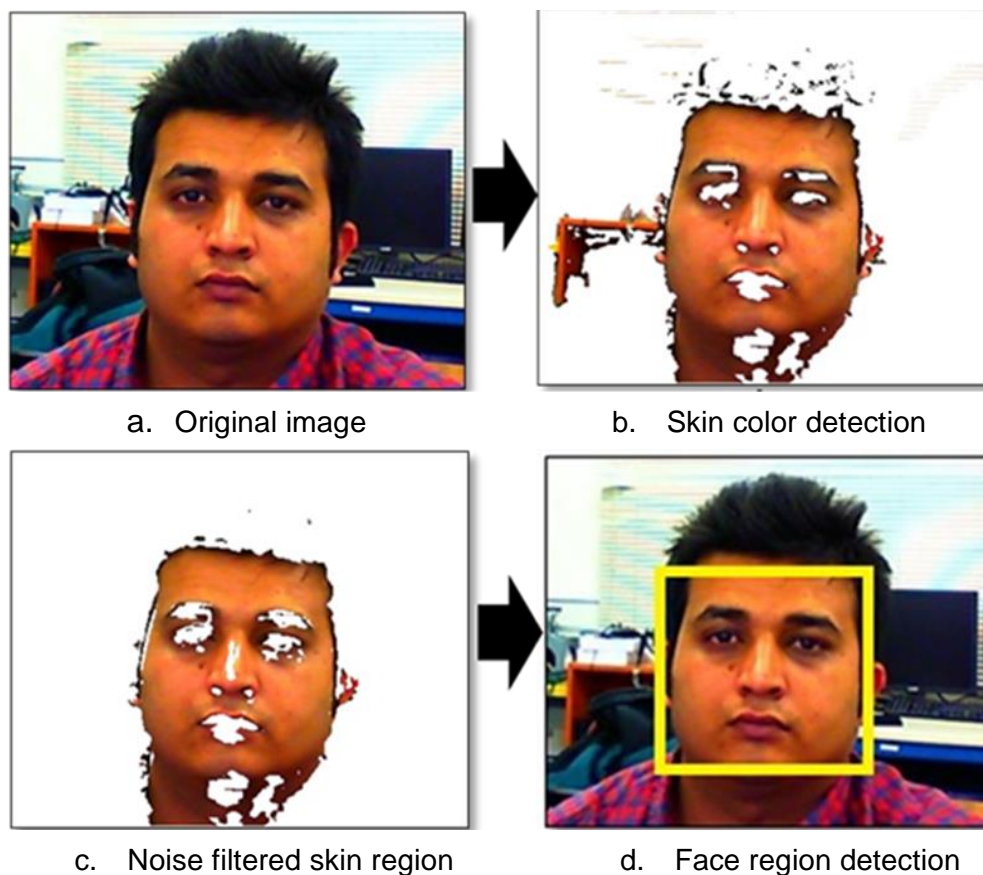 a. Original image
b. Skin color detection
c. Noise filtered skin region
d. Face region detection